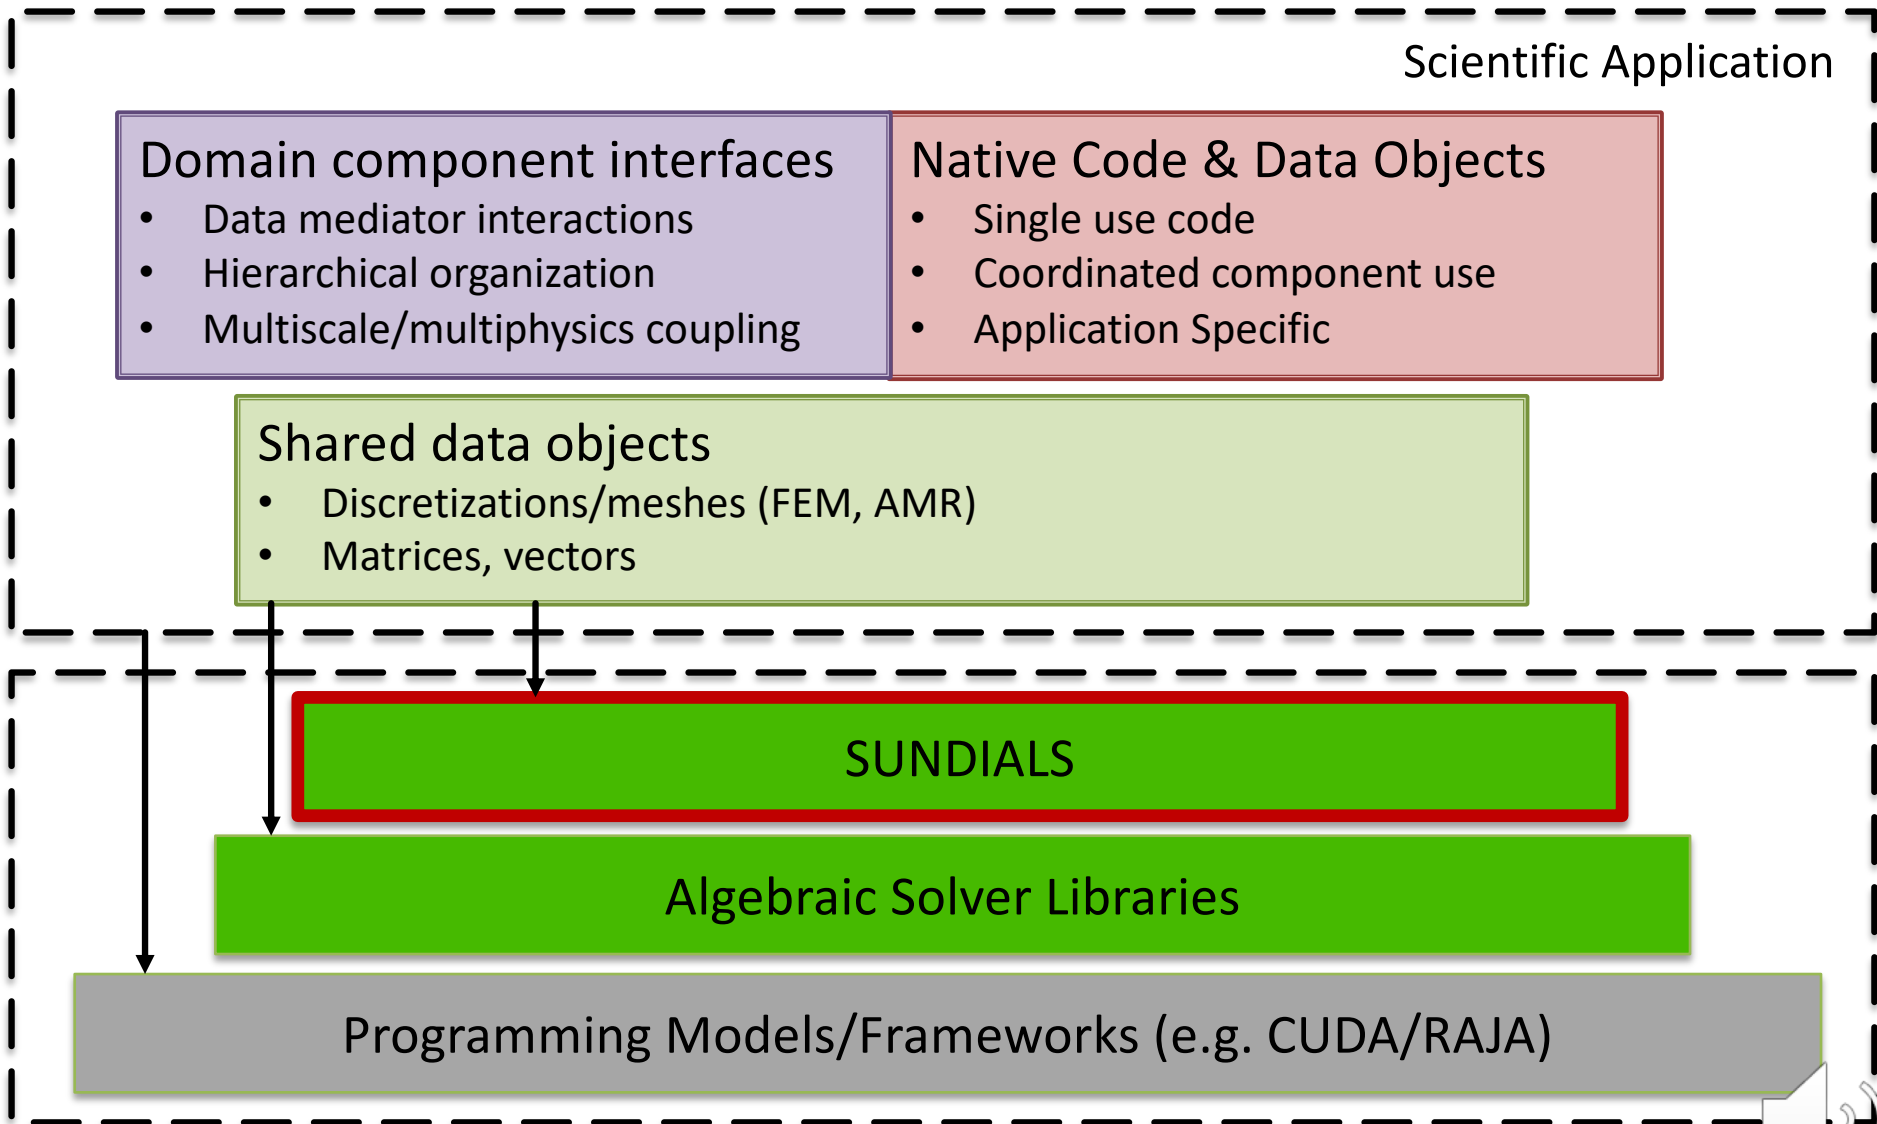 Scientific Application
Domain component interfaces
• Data mediator interactions
• Hierarchical organization
• Multiscale/multiphysics coupling
Native Code & Data Objects
• Single use code
• Coordinated component use
• Application Specific
Shared data objects
• Discretizations/meshes (FEM, AMR)
• Matrices, vectors
SUNDIALS
Algebraic Solver Libraries
Programming Models/Frameworks (e.g. CUDA/RAJA)